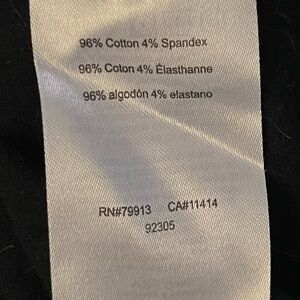 96% Cotton 4% Spandex
96% Coton 4% Élasthanne
96% algodón 4% elastano
RN#79913 CA#11414
92305